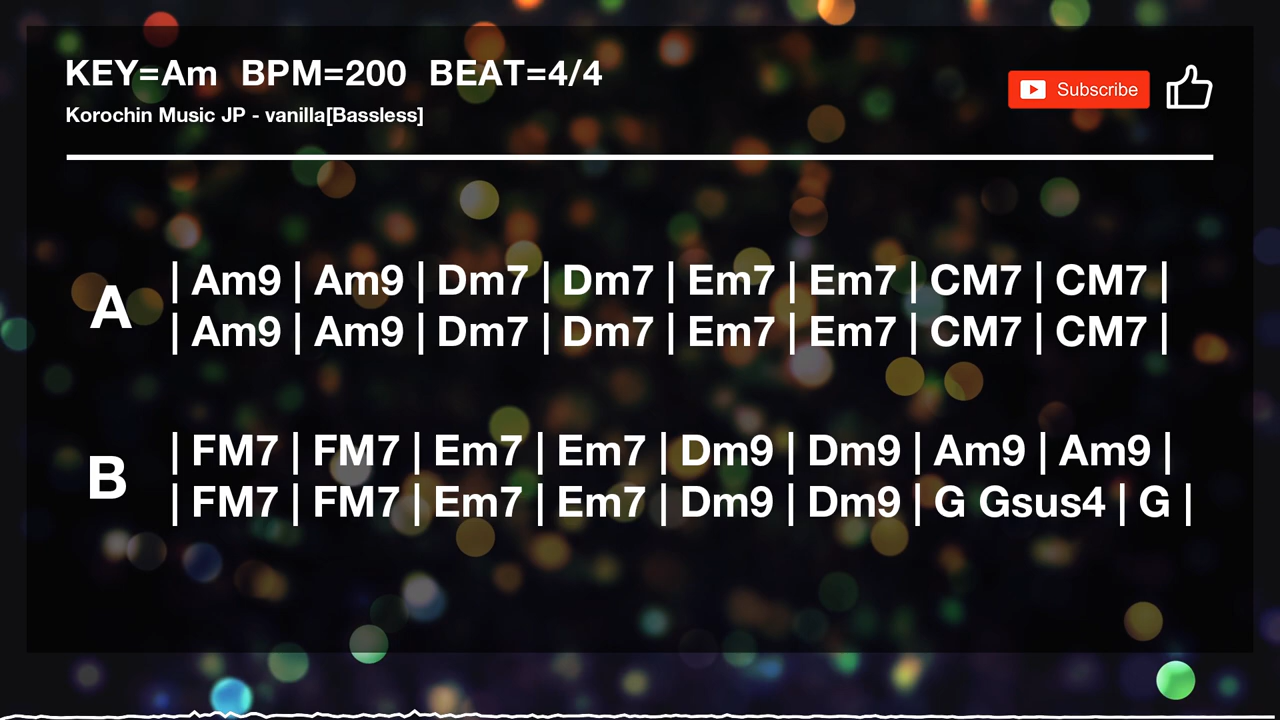 KEY=Am BPM=200 BEAT=4/4
Korochin Music JP - vanilla[Bassless]
Subscribe
A
| Am9 | Am9 | Dm7 | Dm7 | Em7 | Em7 | CM7 | CM7 |
| Am9 | Am9 | Dm7 | Dm7 | Em7 | Em7 | CM7 | CM7 |
B
| FM7 | FM7 | Em7 | Em7 | Dm9 | Dm9 | Am9 | Am9 |
| FM7 | FM7 | Em7 | Em7 | Dm9 | Dm9 | G Gsus4 | G |